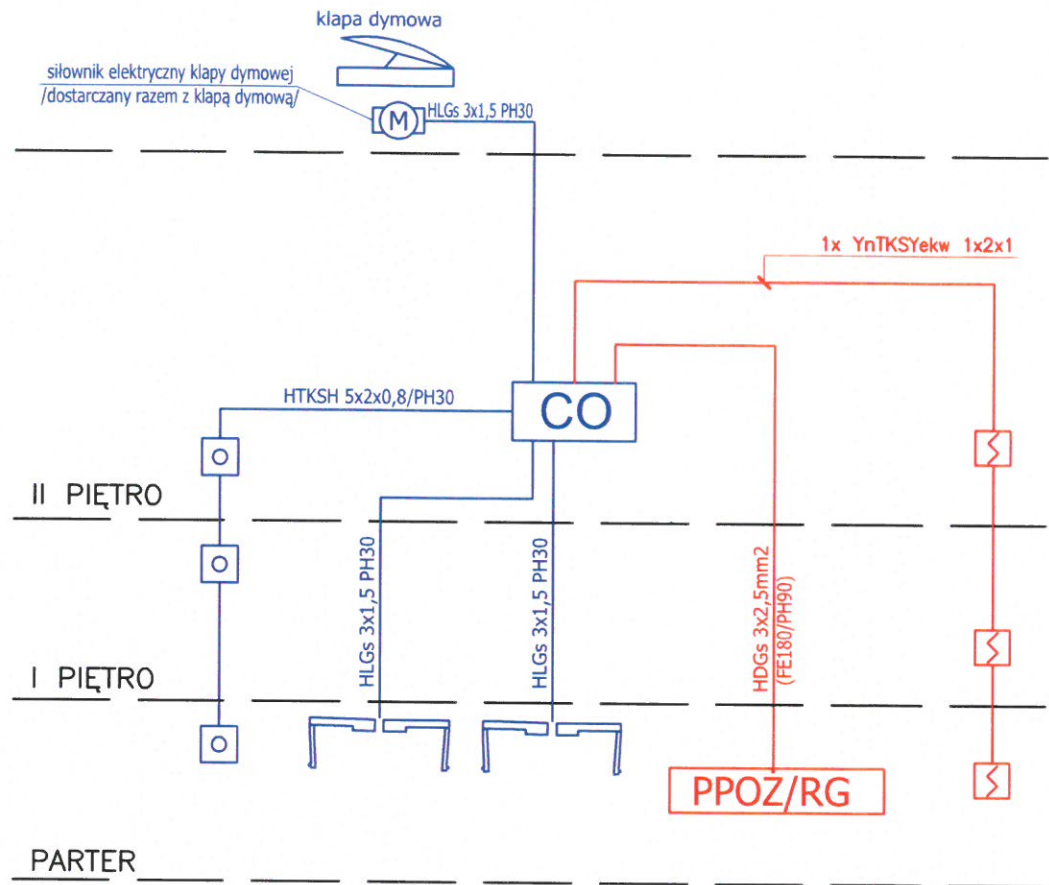 klapa dymowa
siłownik elektryczny klapy dymowej
/dostarczany razem z klapą dymową/
M
HLGs 3x1,5 PH30
1x YnTKSYekw 1x2x1
HTKSH 5x2x0,8/PH30
CO
II PIĘTRO
HLGs 3x1,5 PH30
HLGs 3x1,5 PH30
HDGs 3x2,5mm2
(FE180/PH90)
I PIĘTRO
PPOZ/RG
PARTER